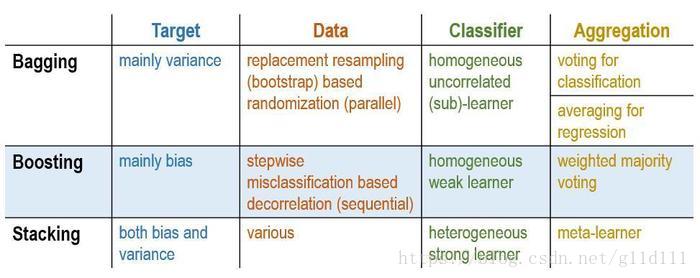 Target Data Classifier Aggregation
Bagging mainly variance replacement resampling homogeneous voting for
(bootstrap) based uncorrelated classification
randomization (parallel) (sub)-learner averaging for
regression
Boosting mainly bias stepwise homogeneous weighted majority
misclassification based weak learner voting
decorrelation (sequential)
Stacking both bias and various heterogeneous meta-learner
variance strong learner
https://blog.csdn.net/g11d111